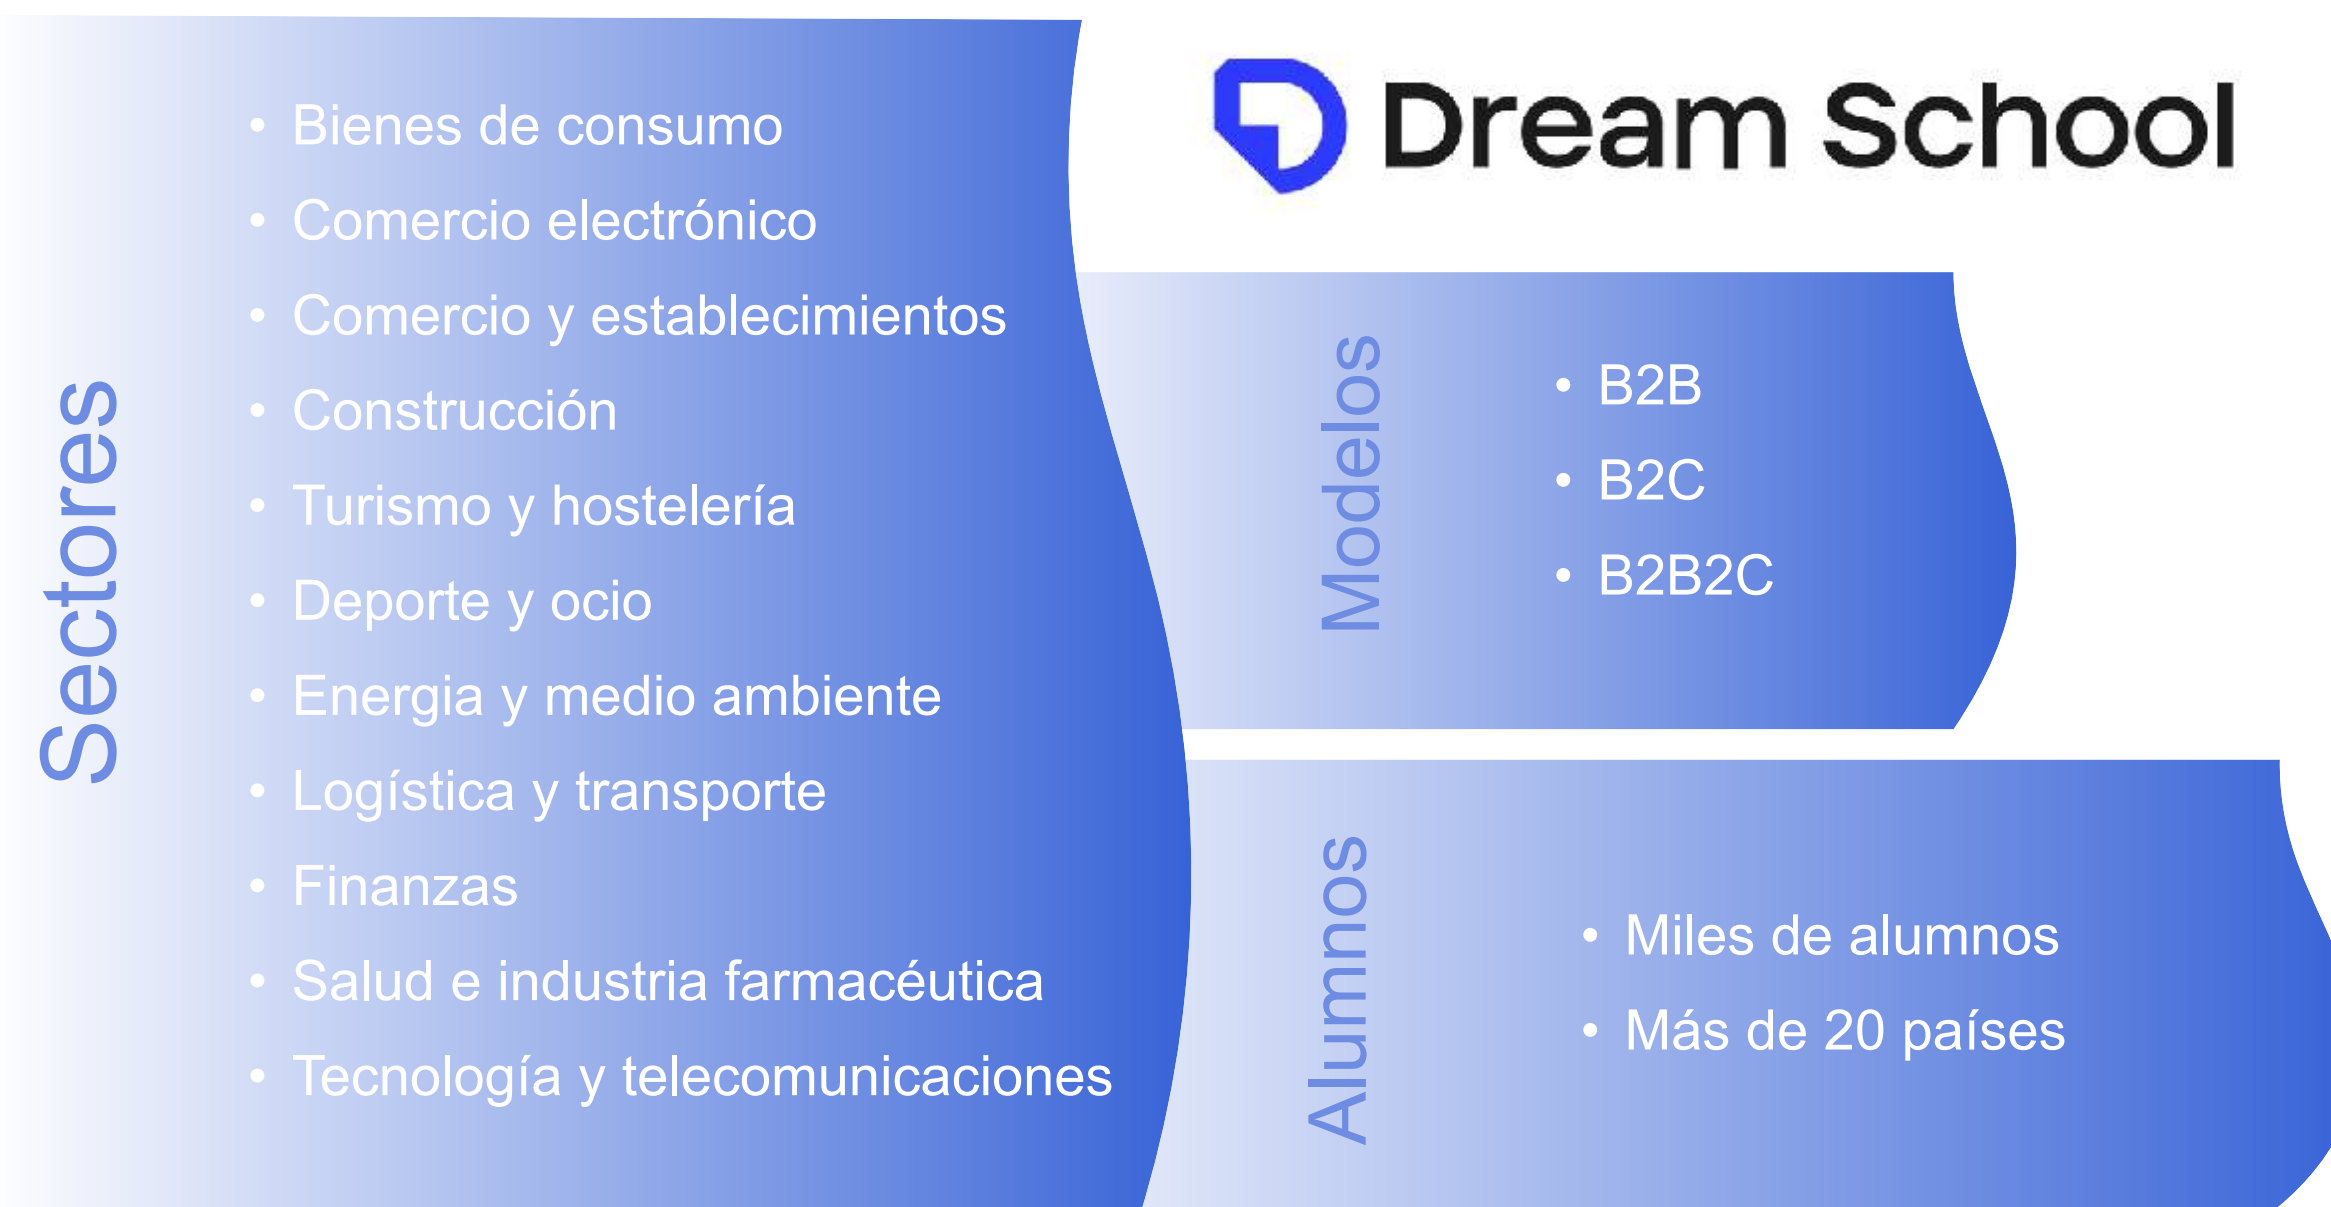 Sectores
• Bienes de consumo
• Comercio electrónico
• Comercio y establecimientos
• Construcción
• Turismo y hostelería
• Deporte y ocio
• Energia y medio ambiente
• Logística y transporte
• Finanzas
• Salud e industria farmacéutica
• Tecnología y telecomunicaciones
Dream School
Modelos
• B2B
• B2C
• B2B2C
Alumnos
• Miles de alumnos
• Más de 20 países